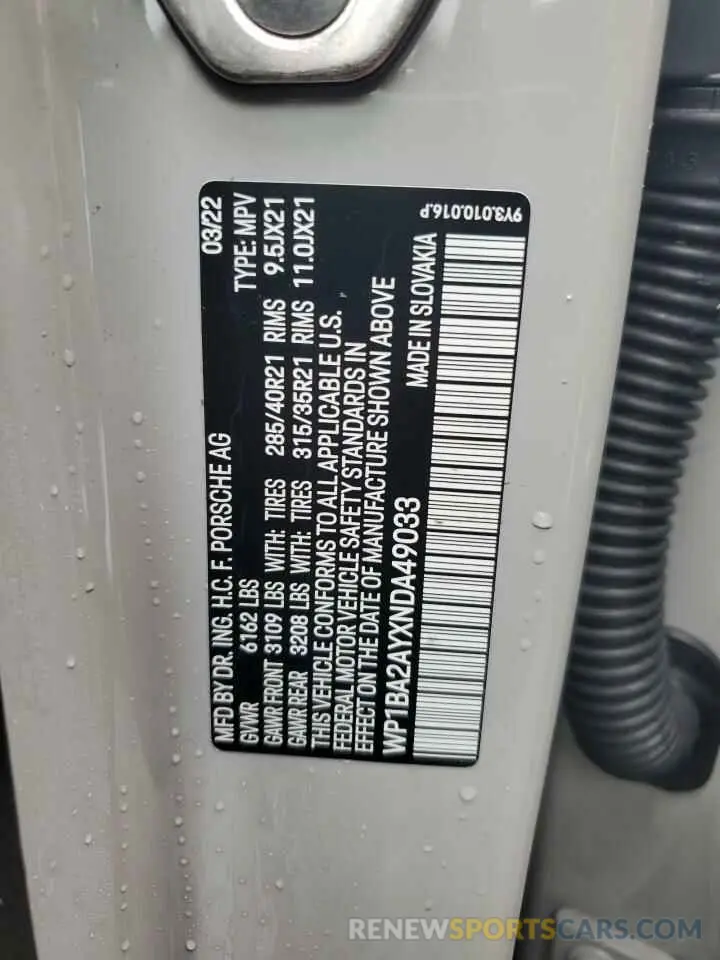 MFD BY DR. ING. H.C. F. PORSCHE AG 03/22
GVWR 6162 LBS TYPE: MPV
GAWR FRONT 3109 LBS WITH: TIRES 285/40R21 RIMS 9.5JX21
GAWR REAR 3208 LBS WITH: TIRES 315/35R21 RIMS 11.0JX21
THIS VEHICLE CONFORMS TO ALL APPLICABLE U.S.
FEDERAL MOTOR VEHICLE SAFETY STANDARDS IN
EFFECT ON THE DATE OF MANUFACTURE SHOWN ABOVE
WP1BA2AYXNDA49033 MADE IN SLOVAKIA
9Y3.010.016.P
RENEWSPORTSCARS.COM